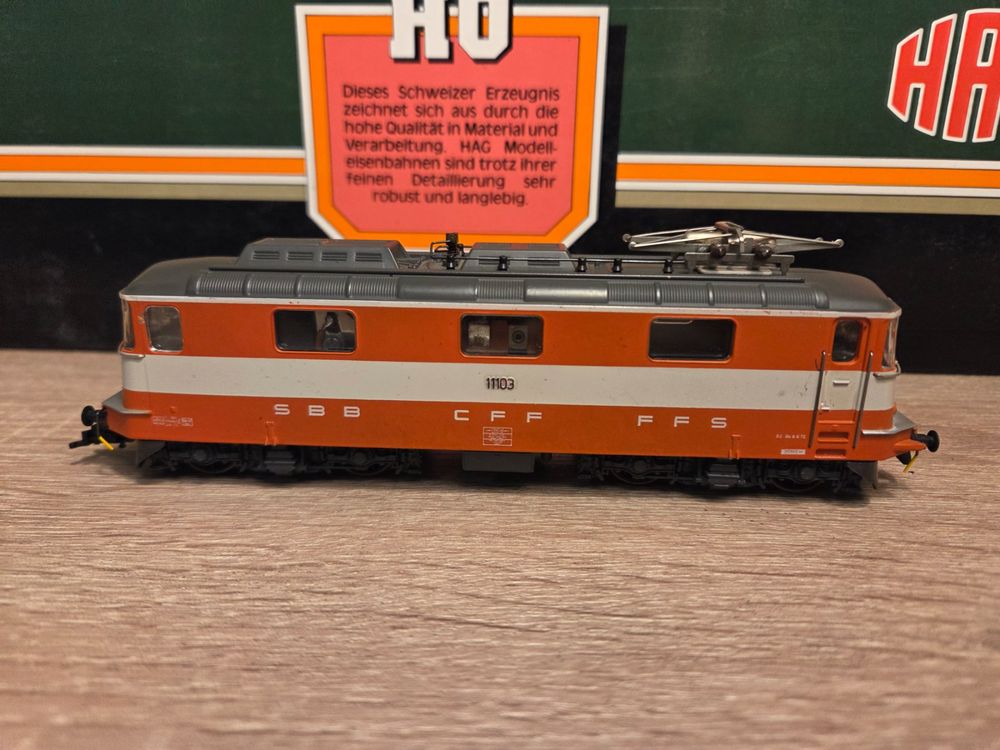 HO
HA
Dieses Schweizer Erzeugnis
zeichnet sich aus durch die
hohe Qualität in Material und
Verarbeitung. HAG Modell-
eisenbahnen sind trotz ihrer
feinen Detaillierung sehr
robust und langlebig.
11103
SBB CFF FFS